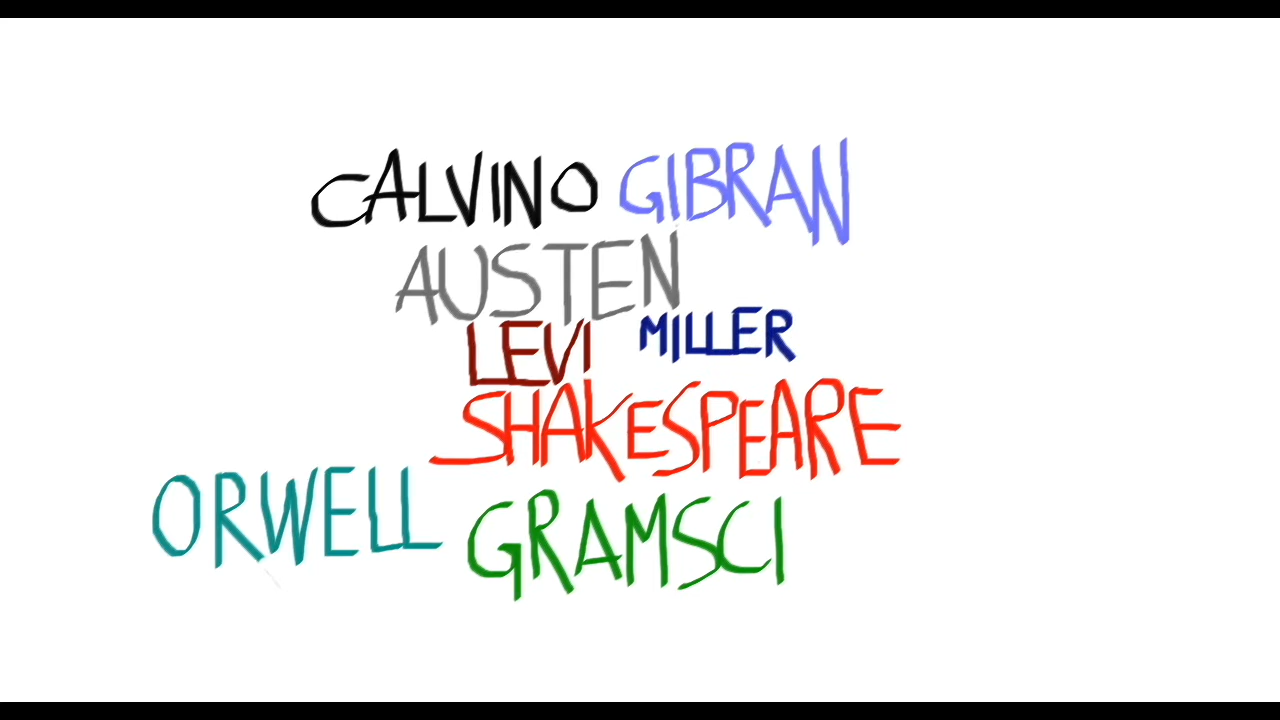 CALVINO GIBRAN
AUSTEN
LEVI MILLER
SHAKESPEARE
ORWELL GRAMSCI